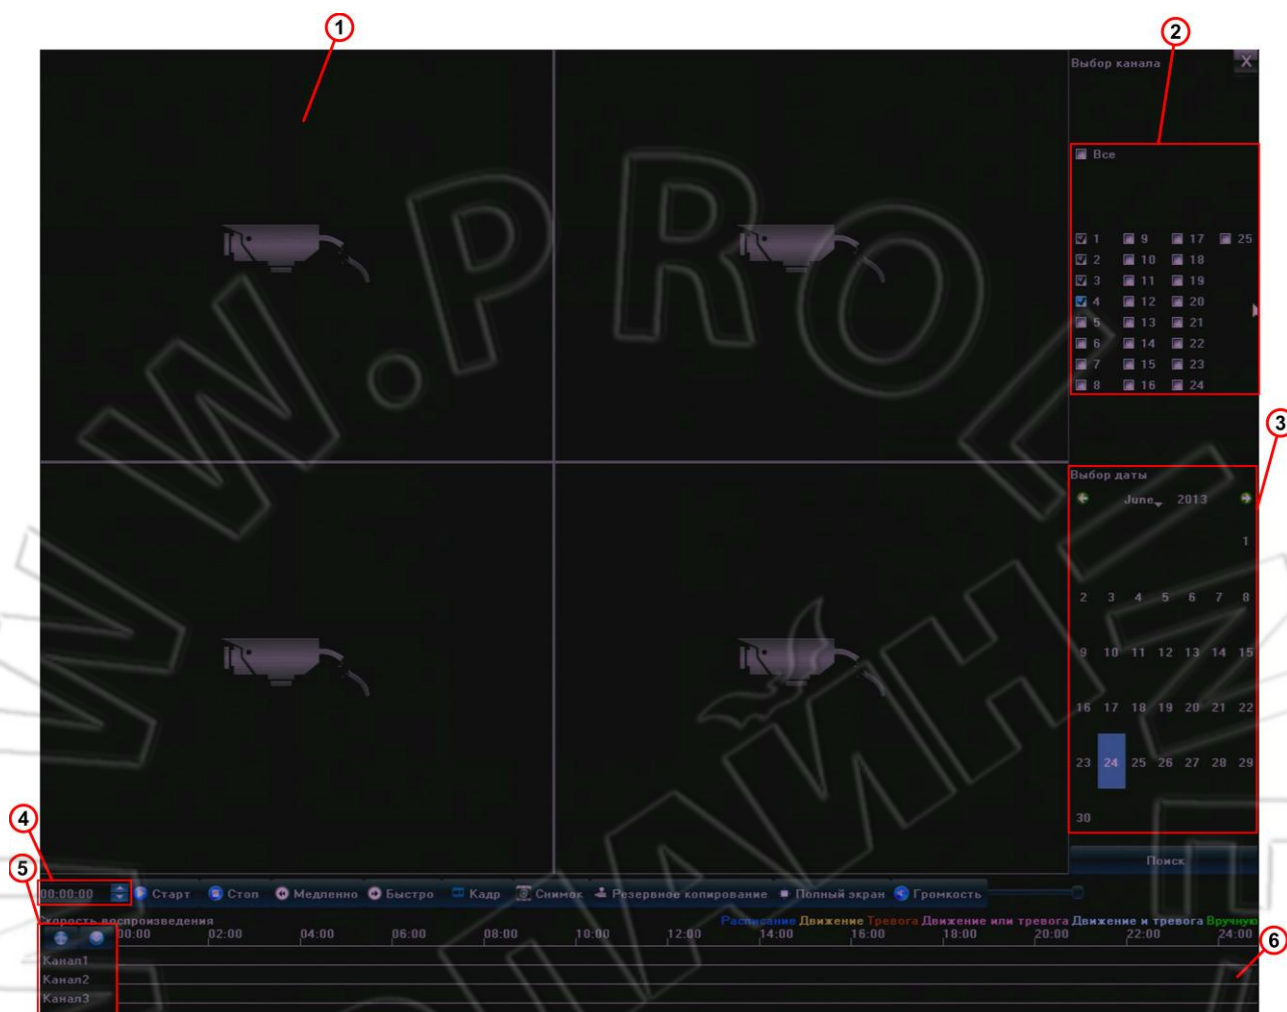 1
2
Выбор канала X
Все
1 9 17 25
2 10 18
3 11 19
4 12 20
5 13 21
6 14 22
7 15 23
8 16 24
3
Выбор даты
June 2013
1
2 3 4 5 6 7 8
9 10 11 12 13 14 15
16 17 18 19 20 21 22
23 24 25 26 27 28 29
30
Поиск
4
5
00:00:00 Старт Стоп Медленно Быстро Кадр Снимок Резервное копирование Полный экран Громкость
Скорость воспроизведения Расписание Движение Тревога Движение или тревога Движение и тревога Вручную
00:00 02:00 04:00 06:00 08:00 10:00 12:00 14:00 16:00 18:00 20:00 22:00 24:00
6
Канал1
Канал2
Канал3
WW.PROF
ПЛАЙН